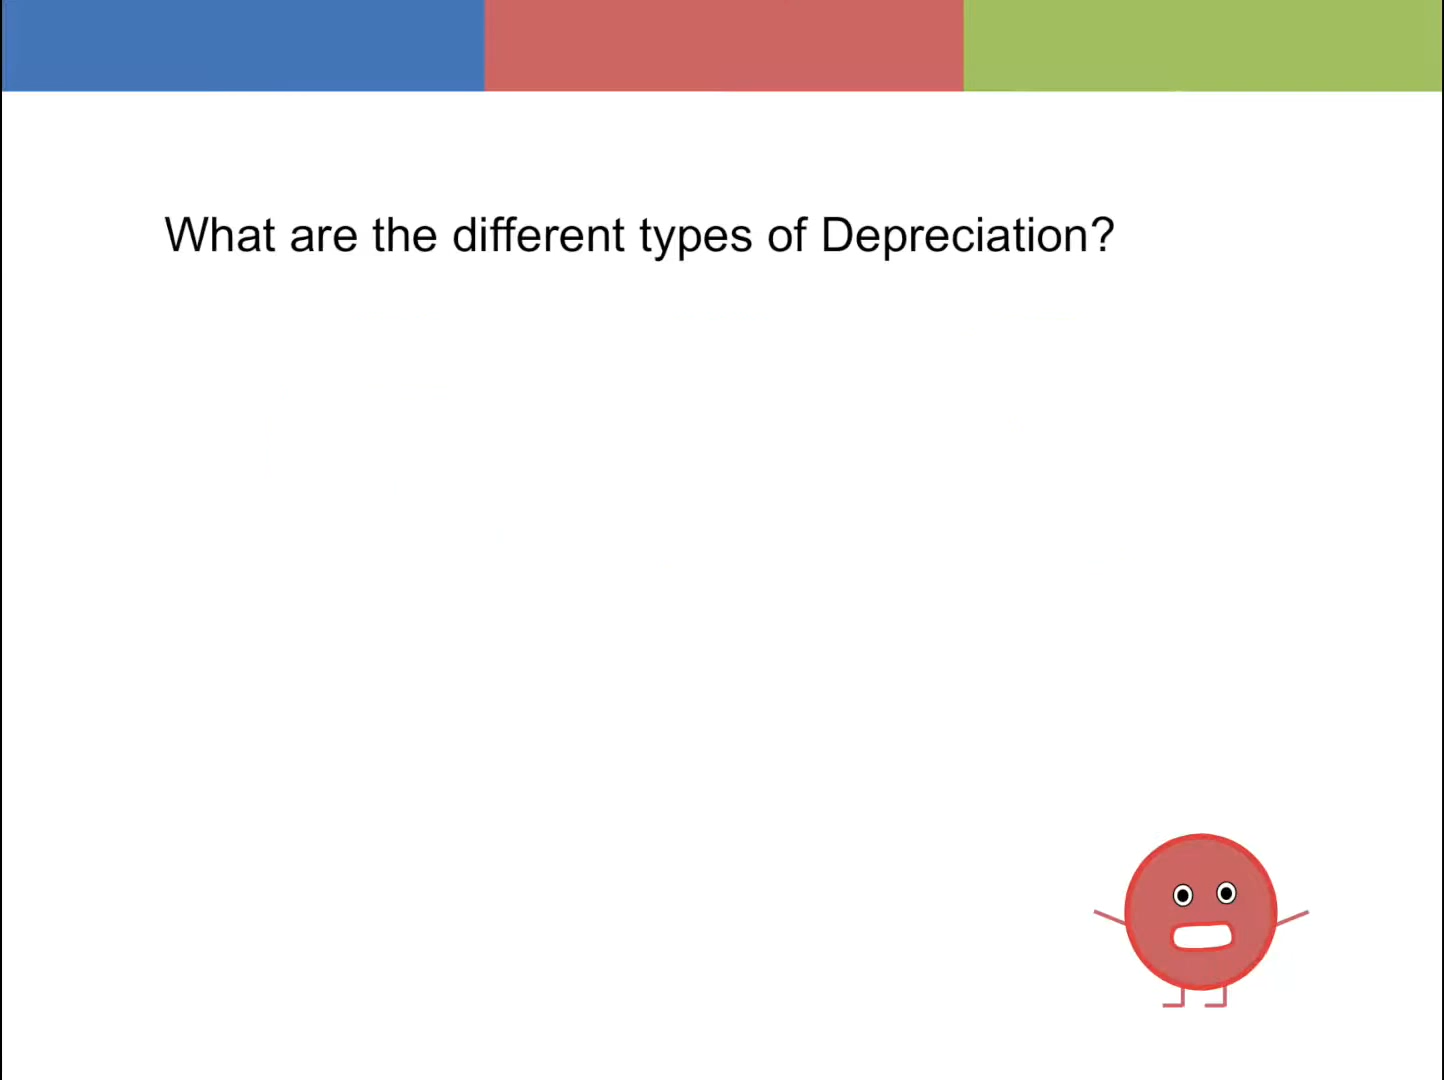 What are the different types of Depreciation?